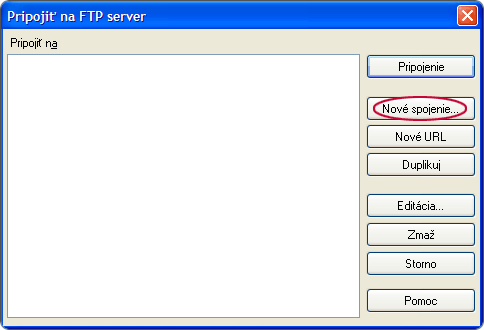 Pripojiť na FTP server
Pripojiť na
Pripojenie
Nové spojenie...
Nové URL
Duplikuj
Editácia...
Zmaž
Storno
Pomoc